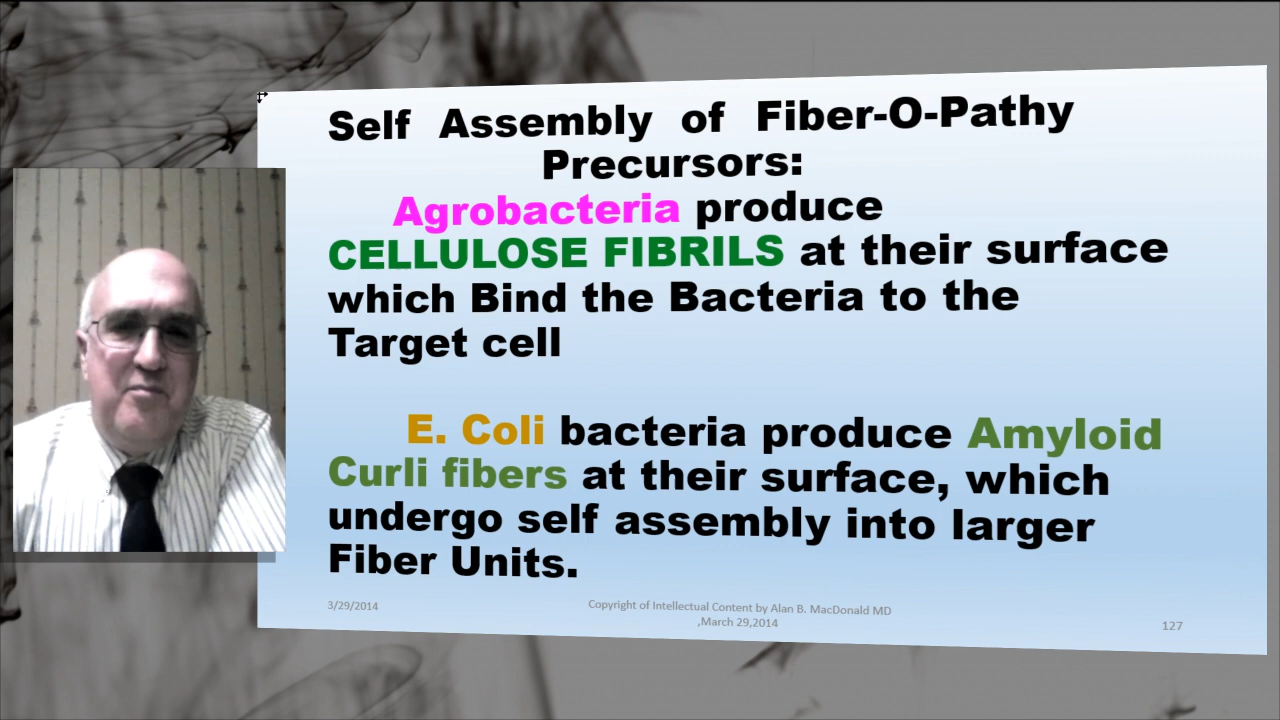 Self Assembly of Fiber-O-Pathy
Precursors:
Agrobacteria produce
CELLULOSE FIBRILS at their surface
which Bind the Bacteria to the
Target cell
E. Coli bacteria produce Amyloid
Curli fibers at their surface, which
undergo self assembly into larger
Fiber Units.
3/29/2014
Copyright of Intellectual Content by Alan B. MacDonald MD
,March 29,2014
127